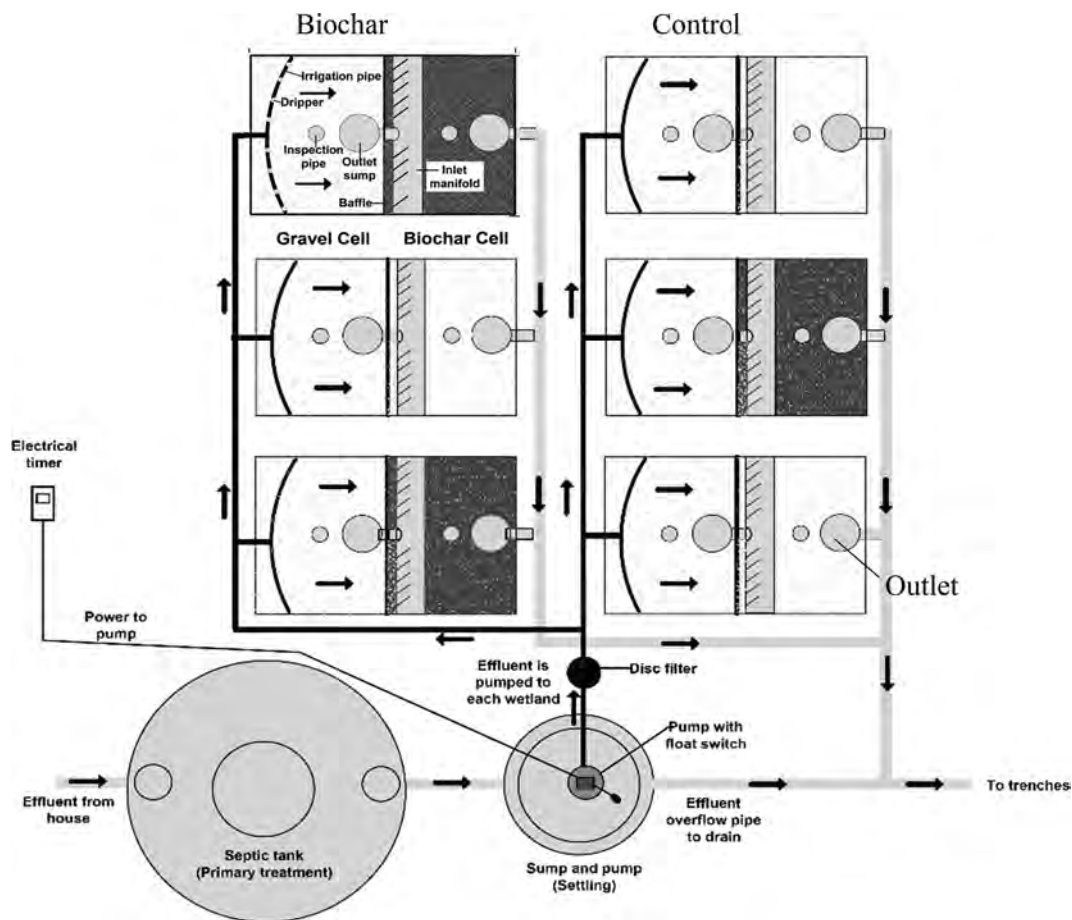 Biochar
Control
Irrigation pipe
Dripper
Inspection
pipe
Outlet
sump
Inlet
manifold
Baffle
Gravel Cell
Biochar Cell
Electrical
timer
Outlet
Power to
pump
Effluent is
pumped to
each wetland
Disc filter
Pump with
float switch
Effluent from
house
Septic tank
(Primary treatment)
Sump and pump
(Settling)
Effluent
overflow pipe
to drain
To trenches